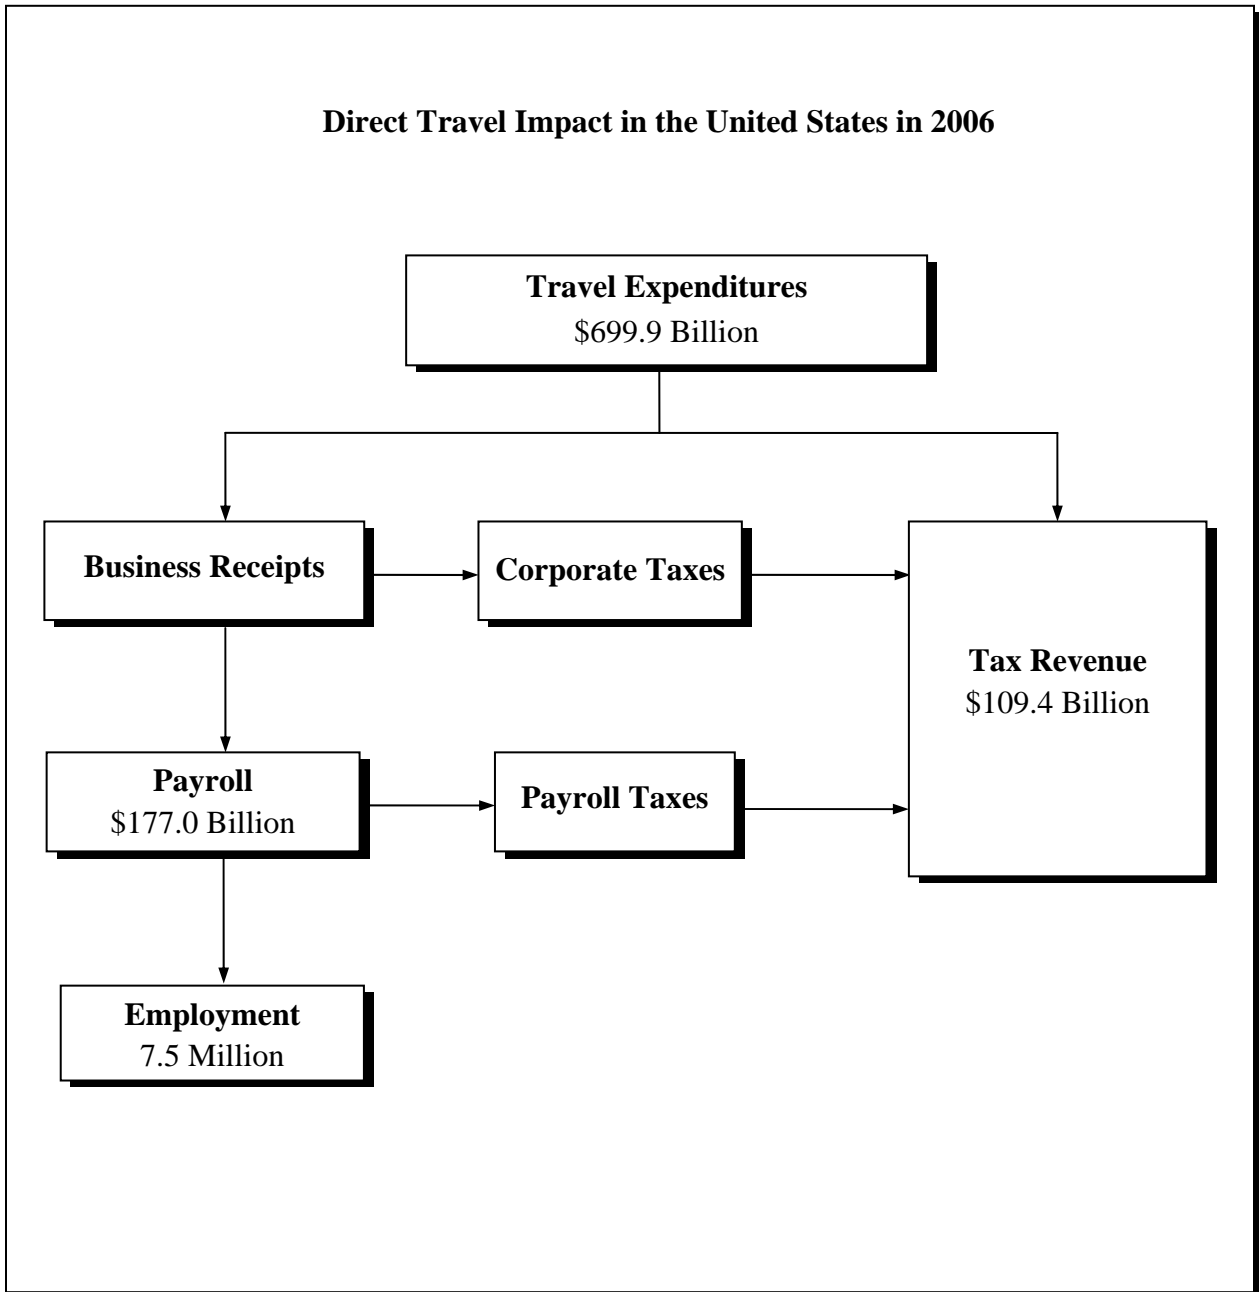 Direct Travel Impact in the United States in 2006
Travel Expenditures
$699.9 Billion
Business Receipts
Corporate Taxes
Tax Revenue
$109.4 Billion
Payroll
$177.0 Billion
Payroll Taxes
Employment
7.5 Million